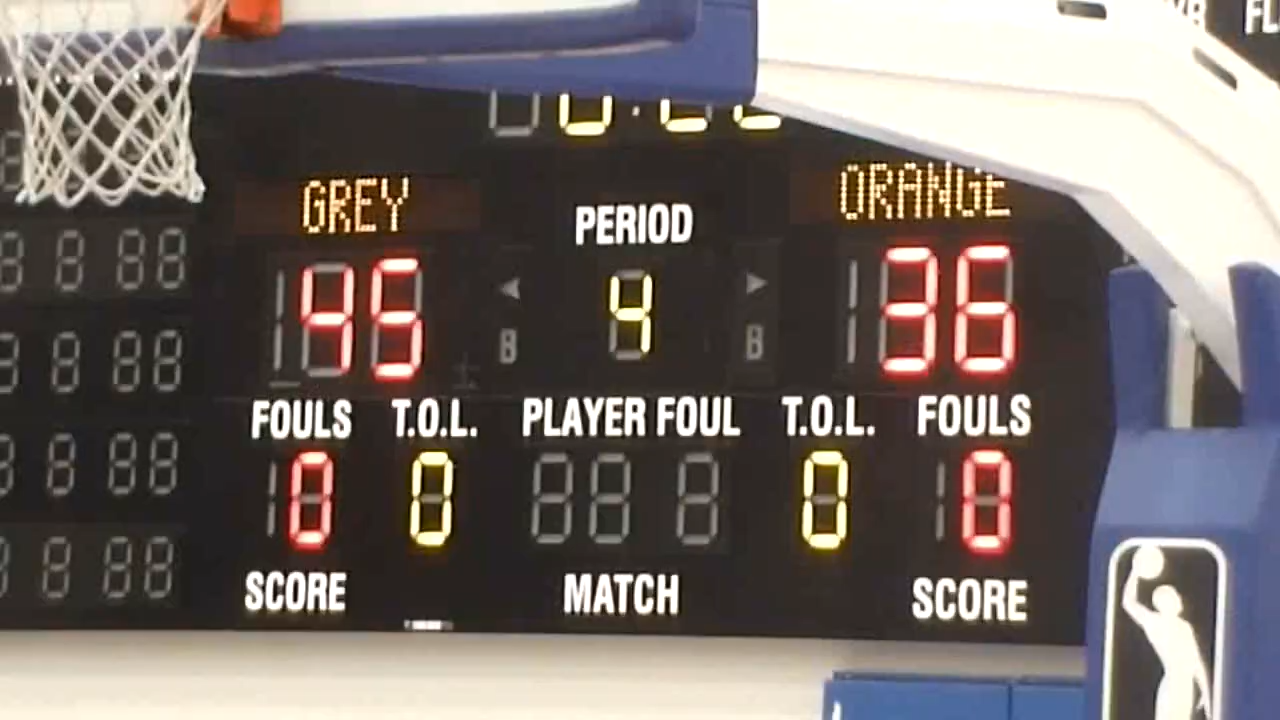 GREY
ORANGE
PERIOD
45
4
36
B
B
FOULS T.O.L. PLAYER FOUL T.O.L. FOULS
0 0 0 0
SCORE MATCH SCORE